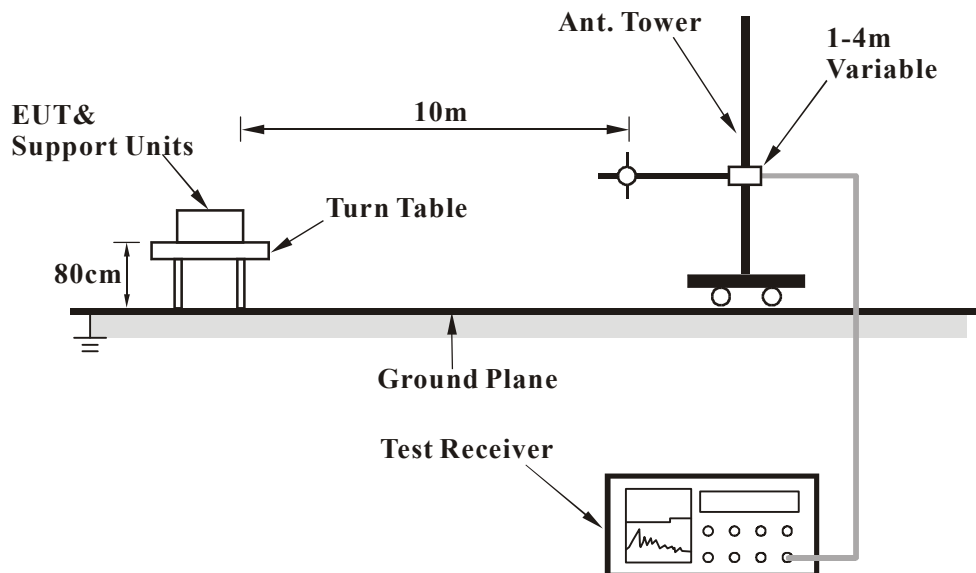 Ant. Tower
1-4m
Variable
10m
EUT&
Support Units
Turn Table
80cm
Ground Plane
Test Receiver